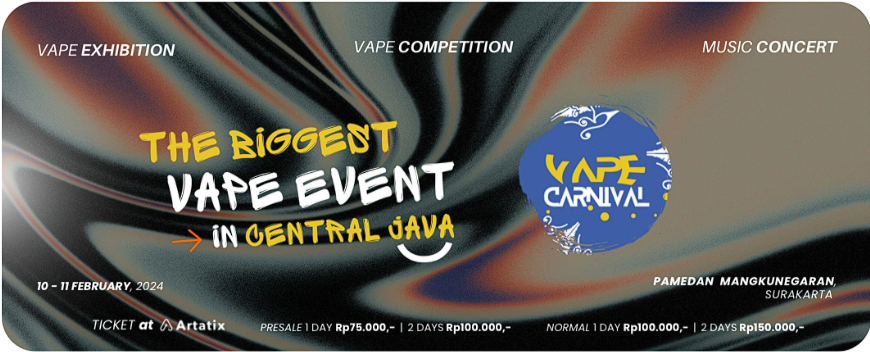 VAPE EXHIBITION
VAPE COMPETITION
MUSIC CONCERT
THE BIGGEST
VAPE EVENT
IN CENTRAL JAVA
VAPE
CARNIVAL
10 - 11 FEBRUARY, 2024
PAMEDAN MANGKUNEGARAN,
SURAKARTA
TICKET at Artatix
PRESALE 1 DAY Rp75.000,- | 2 DAYS Rp100.000,-
NORMAL 1 DAY Rp100.000,- | 2 DAYS Rp150.000,-